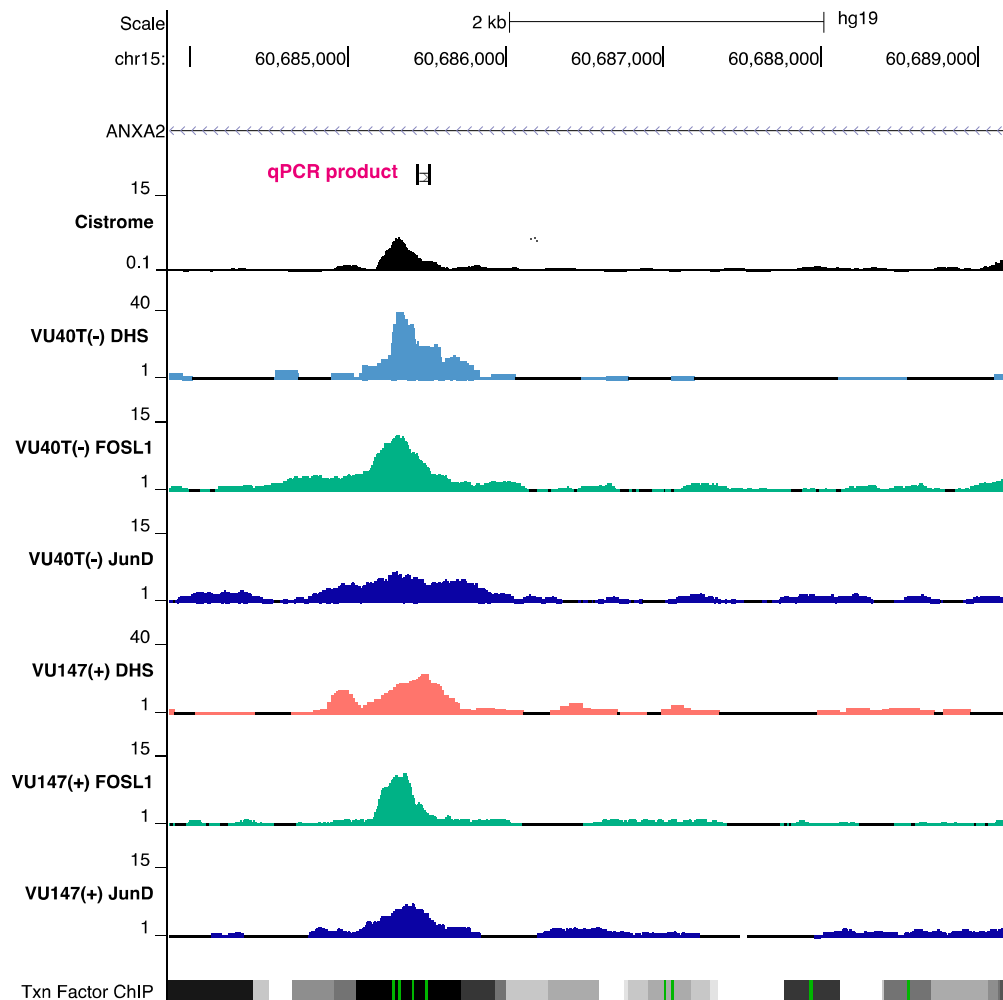 Scale 2 kb hg19
chr15: 60,685,000 60,686,000 60,687,000 60,688,000 60,689,000
ANXA2
qPCR product
15
Cistrome
0.1
40
VU40T(-) DHS
1
15
VU40T(-) FOSL1
1
15
VU40T(-) JunD
1
40
VU147(+) DHS
1
15
VU147(+) FOSL1
1
15
VU147(+) JunD
1
Txn Factor ChIP